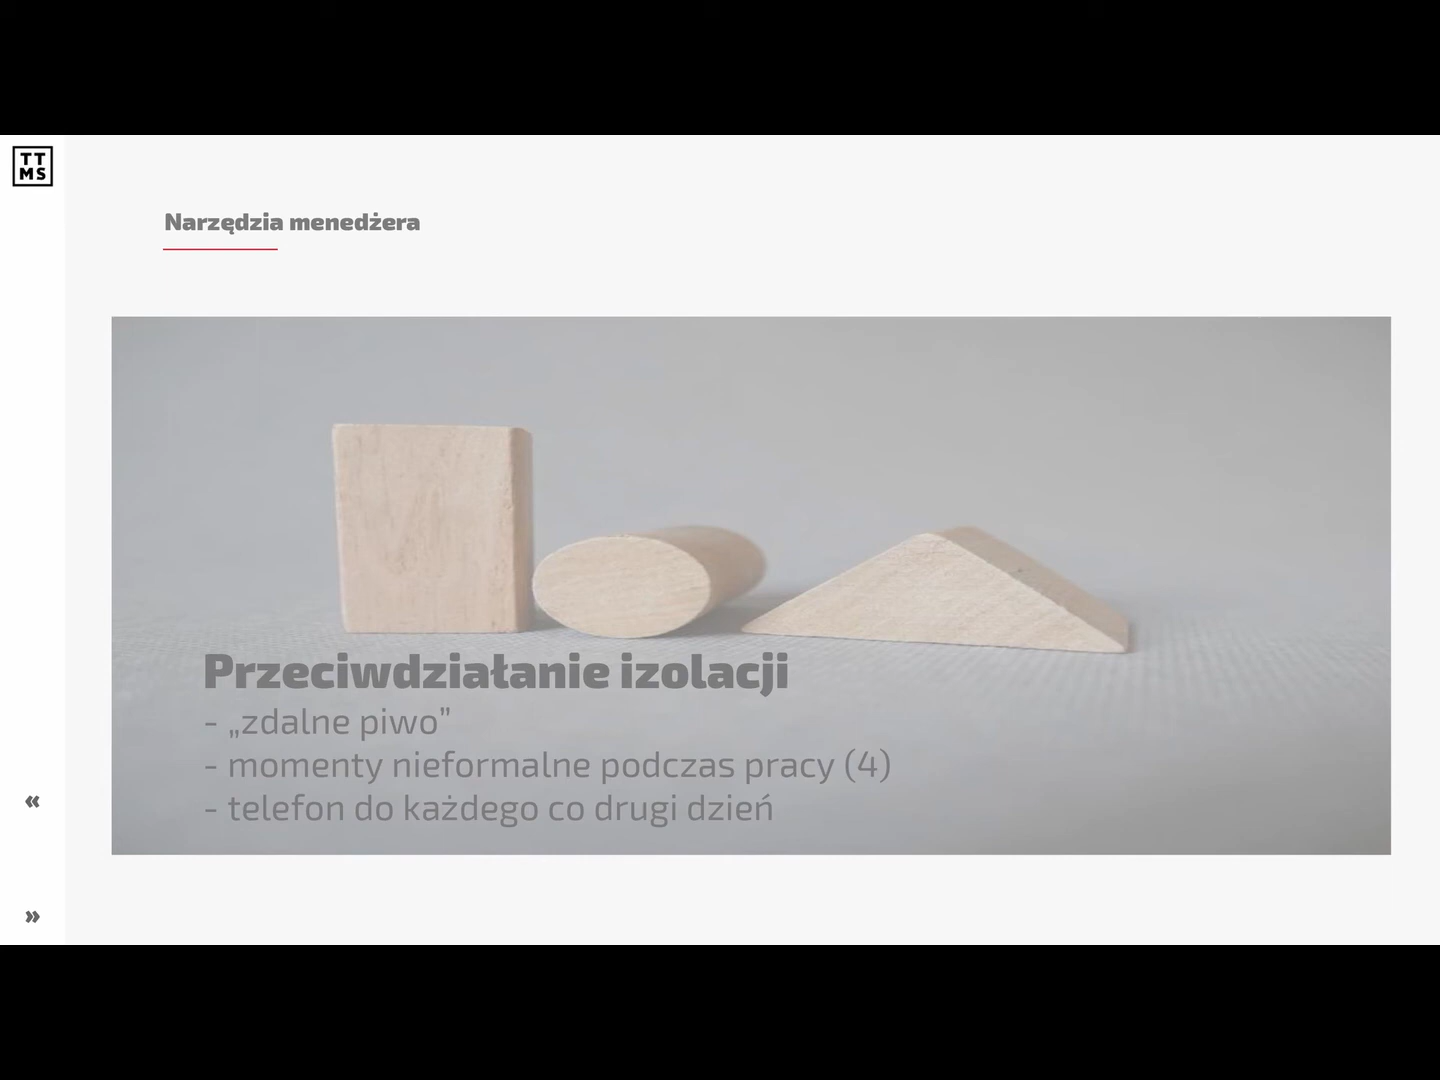 TT
MS
Narzędzia menedżera
Przeciwdziałanie izolacji
- „zdalne piwo”
- momenty nieformalne podczas pracy (4)
- telefon do każdego co drugi dzień
«
»